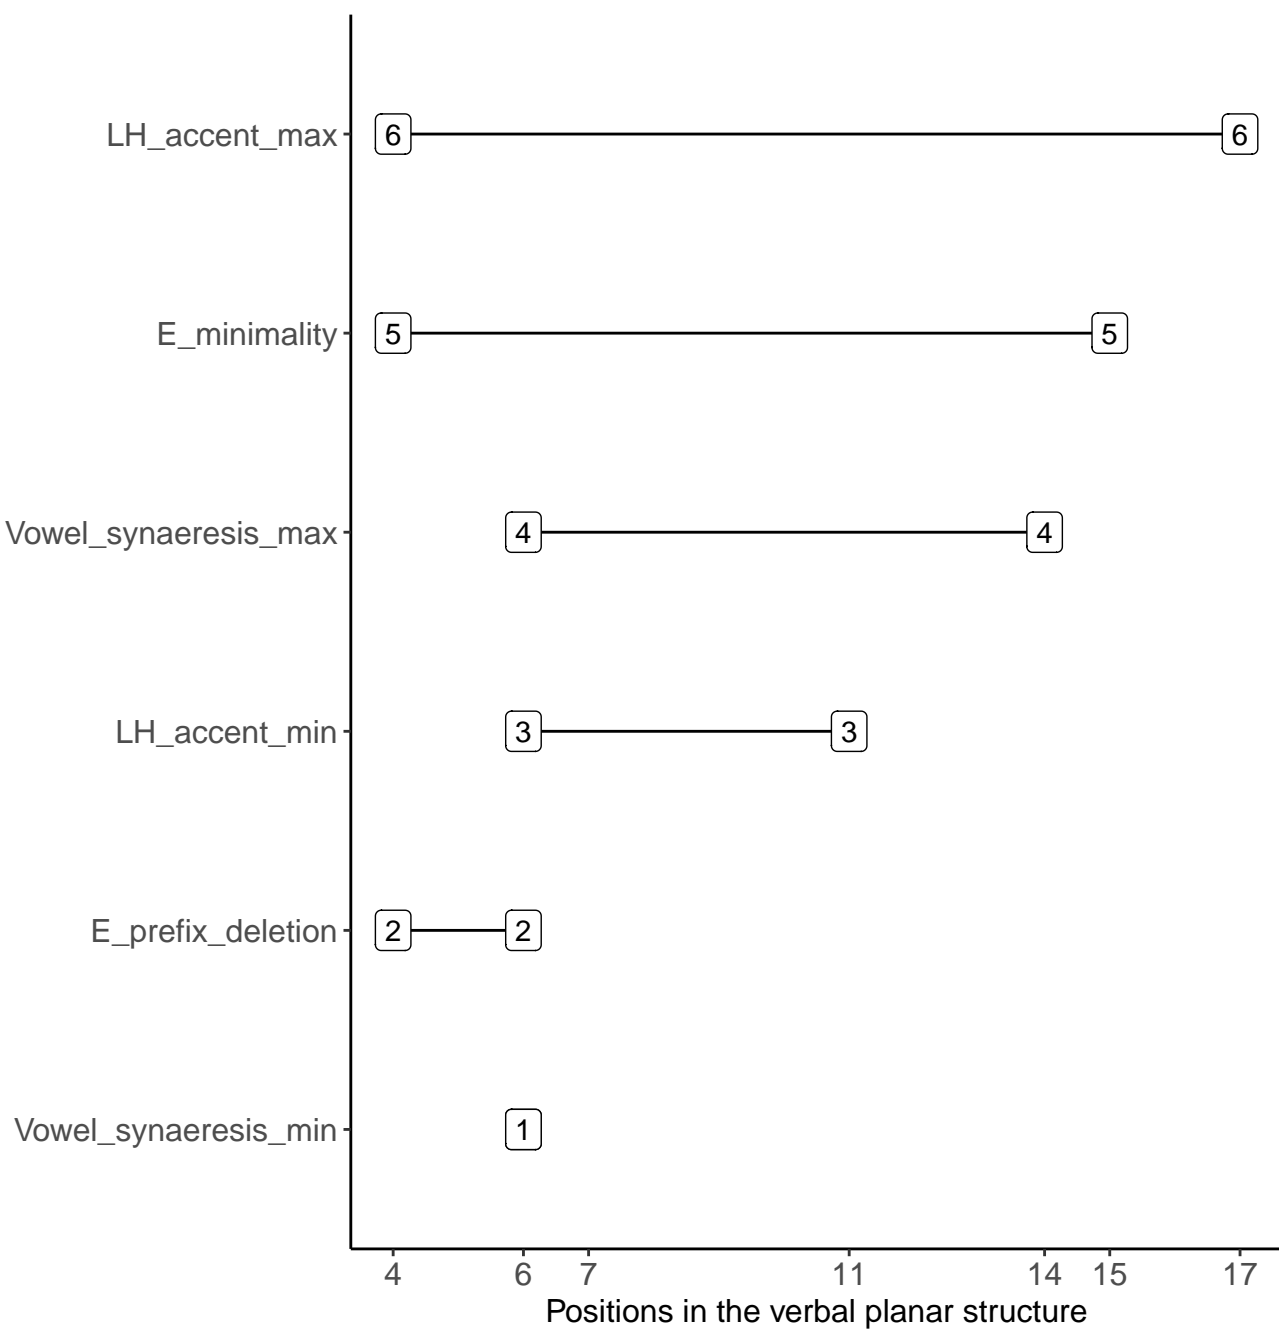 LH_accent_max 6 6
E_minimality 5 5
Vowel_synaeresis_max 4 4
LH_accent_min 3 3
E_prefix_deletion 2 2
Vowel_synaeresis_min 1
4 6 7 11 14 15 17
Positions in the verbal planar structure